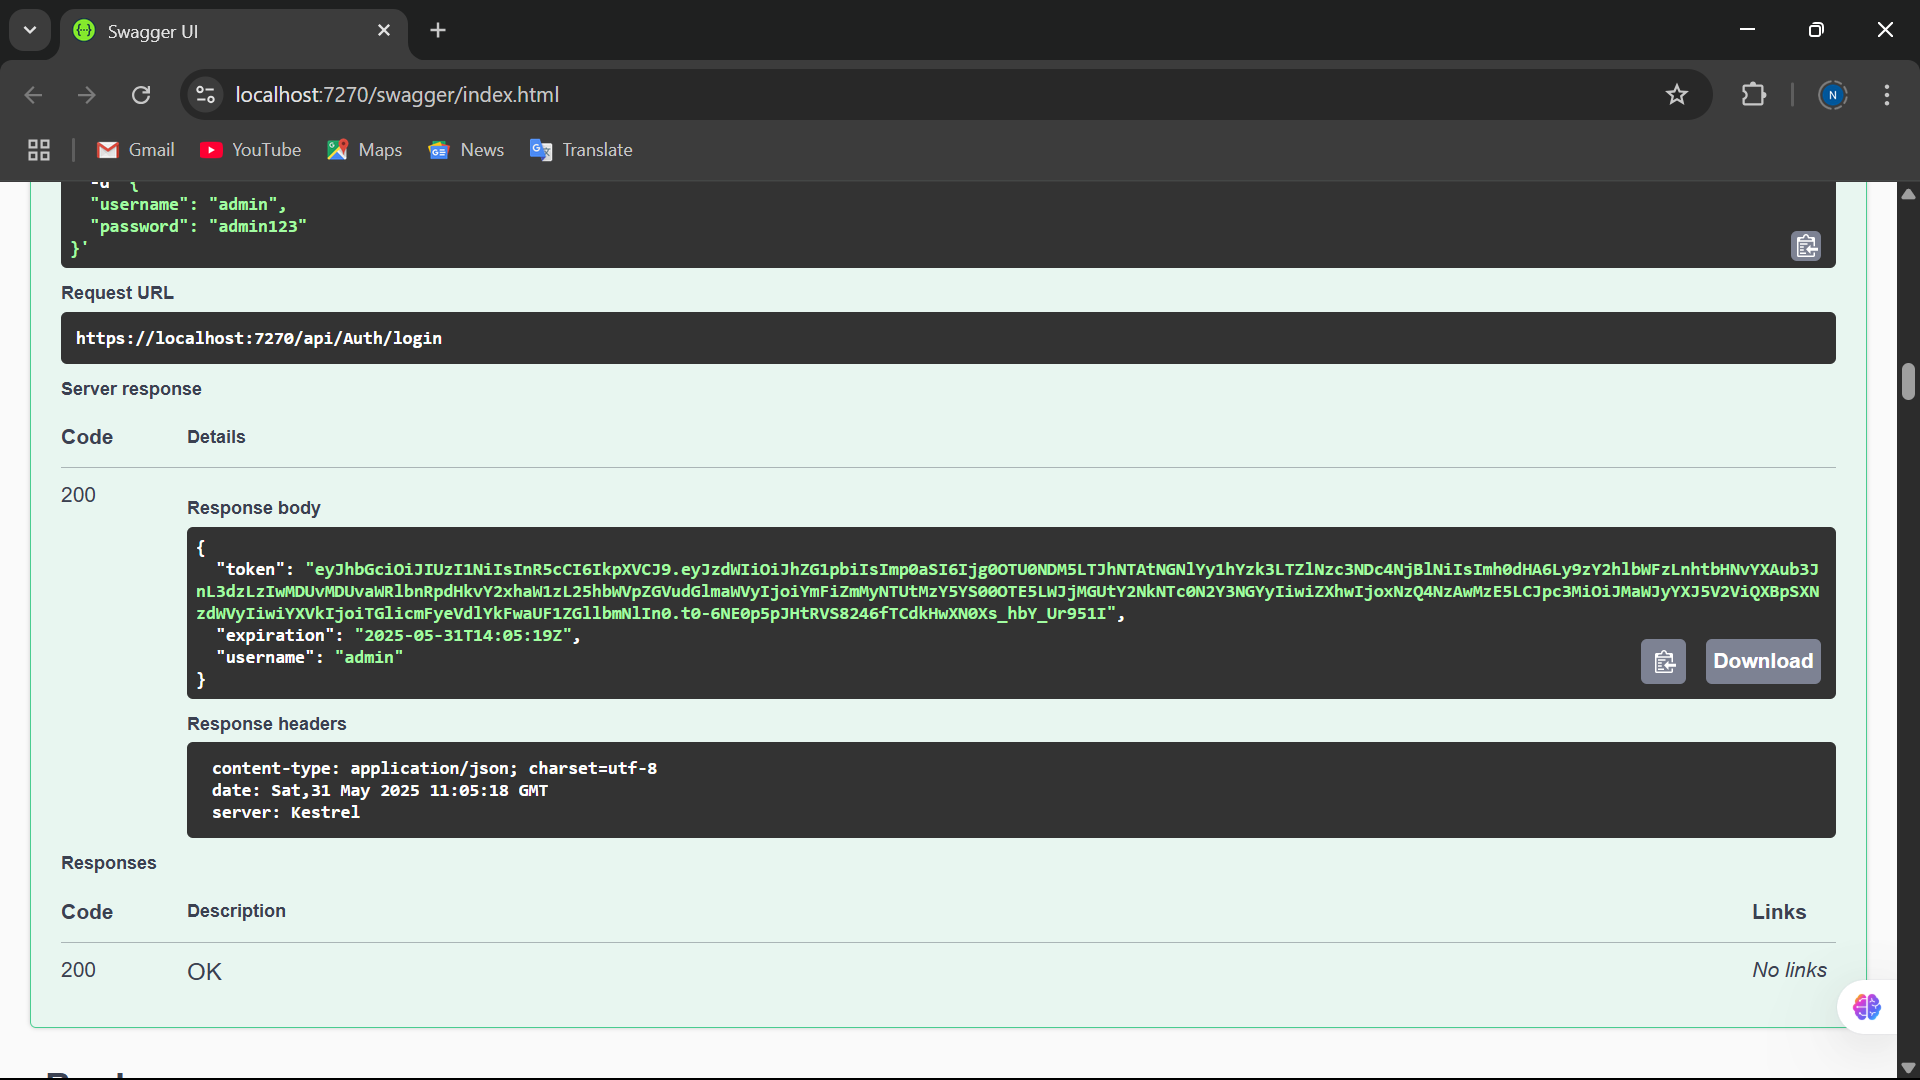 Swagger UI
localhost:7270/swagger/index.html
N
Gmail
YouTube
Maps
News
Translate
"username": "admin",
"password": "admin123"
}'
Request URL
https://localhost:7270/api/Auth/login
Server response
Code Details
200
Response body
{
"token": "eyJhbGciOiJIUzI1NiIsInR5cCI6IkpXVCJ9.eyJzdWIiOiJhZG1pbiIsImp0aSI6Ijg0OTU0NDM5LTJhNTAtNGNlYy1hYzk3LTZlNzc3NDc4NjBlNiIsImh0dHA6Ly9zY2hlbWFzLnhtbHNvYXAub3J
nL3dzLzIwMDUvMDUvaWRlbnRpdHkvY2xhaW1zL25hbWVpZGVudGlmaWVyIjoiYmFiZmMyNTUtMzY5YS00OTE5LWJjMGUtY2NkNTc0N2Y3NGYyIiwiZXhwIjoxNzQ4NzAwMzE5LCJpc3MiOiJMaWJyYXJ5V2ViQXBpSXN
zdWVyIiwiYXVkIjoiTGlicmFyeVdlYkFwaUF1ZGllbmNlIn0.t0-6NE0p5pJHtRVS8246fTCdkHwXN0Xs_hbY_Ur951I",
"expiration": "2025-05-31T14:05:19Z",
"username": "admin"
}
Download
Response headers
content-type: application/json; charset=utf-8
date: Sat,31 May 2025 11:05:18 GMT
server: Kestrel
Responses
Code Description Links
200 OK No links